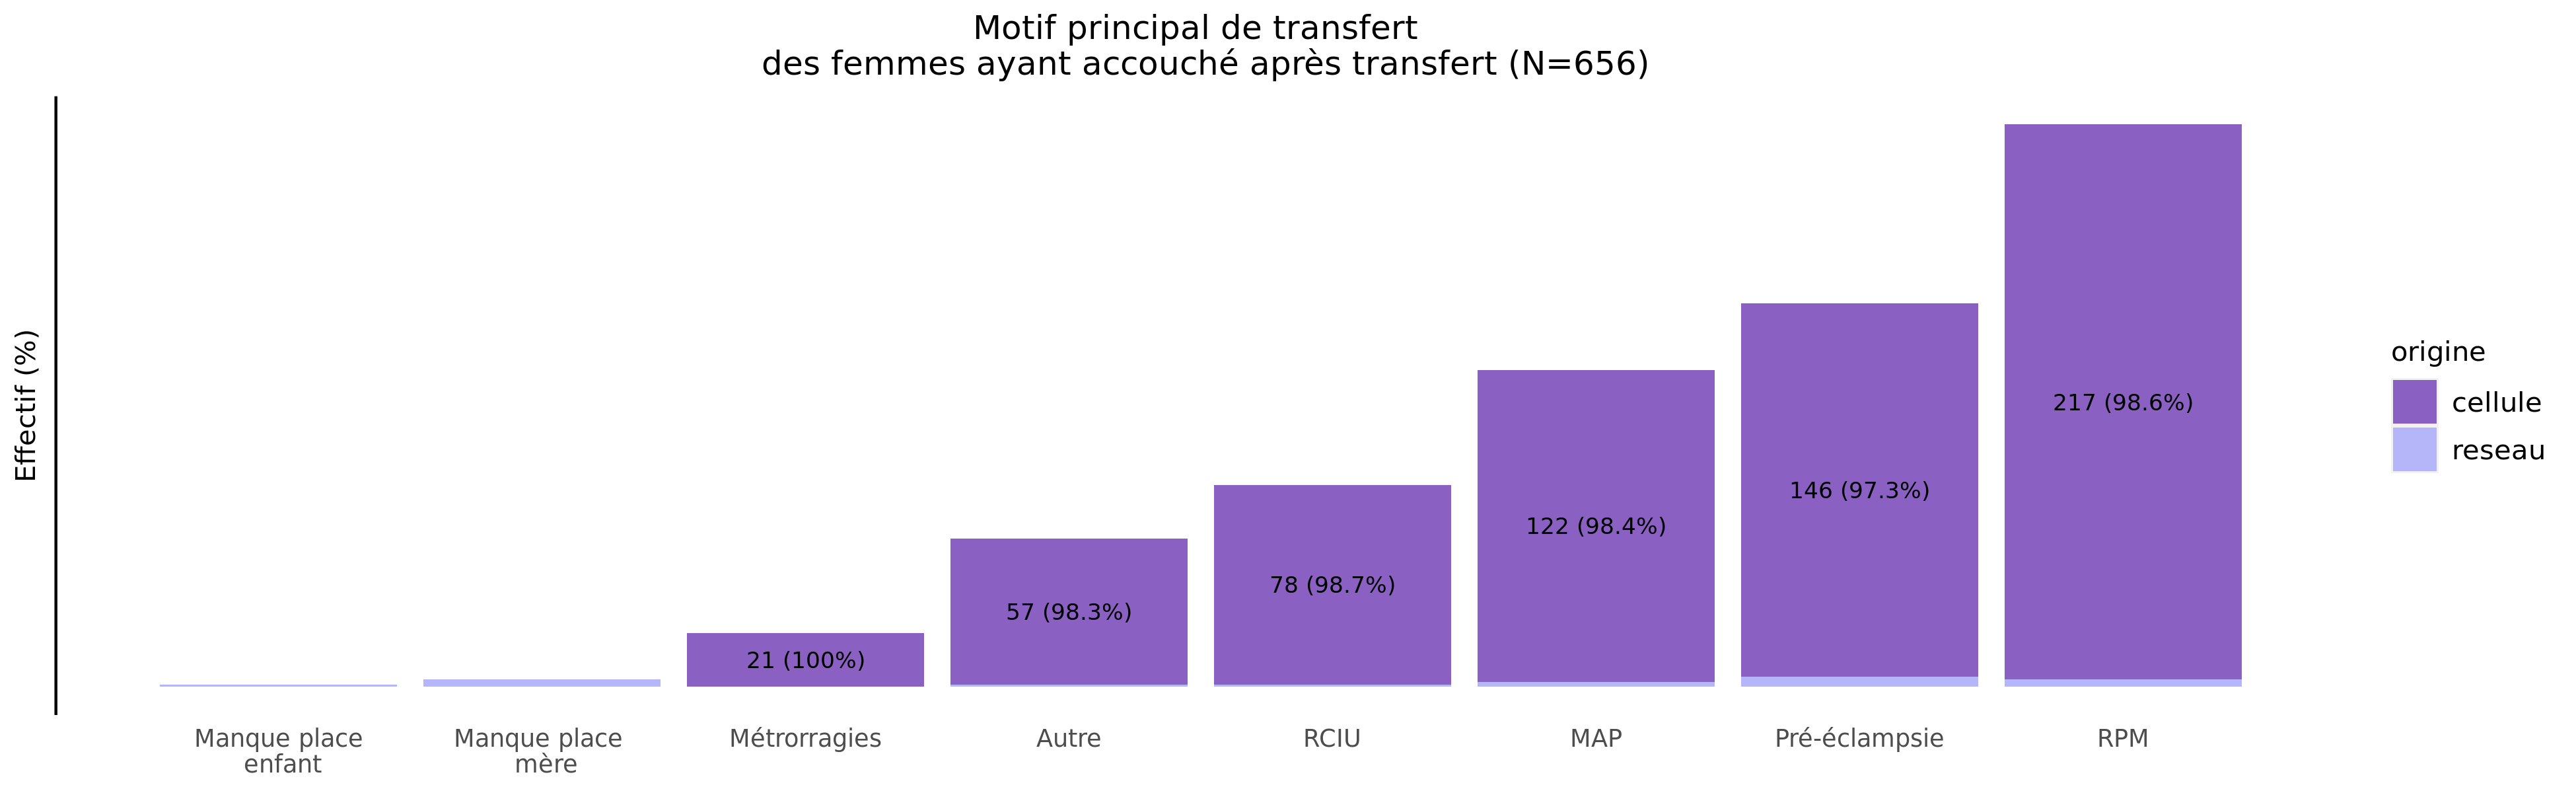 Motif principal de transfert
des femmes ayant accouché après transfert (N=656)
Effectif (%)
21 (100%)
57 (98.3%)
78 (98.7%)
122 (98.4%)
146 (97.3%)
217 (98.6%)
Manque place
enfant
Manque place
mère
Métrorragies
Autre
RCIU
MAP
Pré-éclampsie
RPM
origine
cellule
reseau